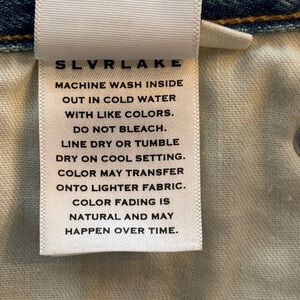 SLVRLAKE
MACHINE WASH INSIDE
OUT IN COLD WATER
WITH LIKE COLORS.
DO NOT BLEACH.
LINE DRY OR TUMBLE
DRY ON COOL SETTING.
COLOR MAY TRANSFER
ONTO LIGHTER FABRIC.
COLOR FADING IS
NATURAL AND MAY
HAPPEN OVER TIME.